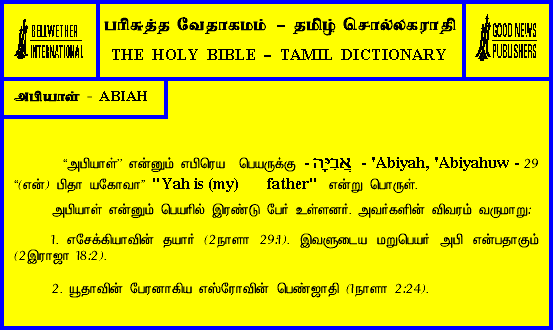 BELLWETHER
INTERNATIONAL
பரிசுத்த வேதாகமம் – தமிழ் சொல்லகராதி
THE HOLY BIBLE – TAMIL DICTIONARY
GOOD NEWS
PUBLISHERS
அபியாள் - ABIAH
“அபியாள்” என்னும் எபிரெய பெயருக்கு - אֲבִיָּה - 'Abiyah, 'Abiyahuw - 29
“(என்) பிதா யகோவா” "Yah is (my) father" என்று பொருள்.
அபியாள் என்னும் பெயரில் இரண்டு பேர் உள்ளனர். அவர்களின் விவரம் வருமாறு:
1. எசேக்கியாவின் தயார் (2நாளா 29:1). இவளுடைய மறுபெயர் அபி என்பதாகும்
(2இராஜா 18:2).
2. யூதாவின் பேரனாகிய எஸ்ரோவின் பெண்ஜாதி (1நாளா 2:24).